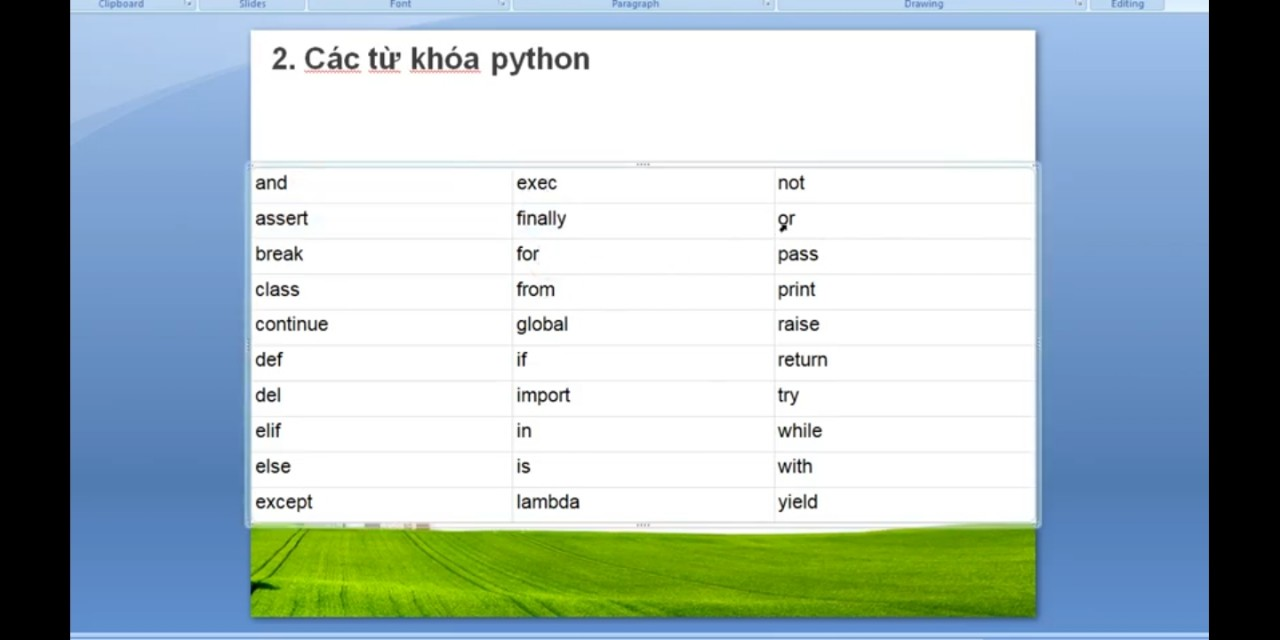 Clipboard Slides Font Paragraph Drawing Editing
2. Các từ khóa python
and exec not
assert finally or
break for pass
class from print
continue global raise
def if return
del import try
elif in while
else is with
except lambda yield